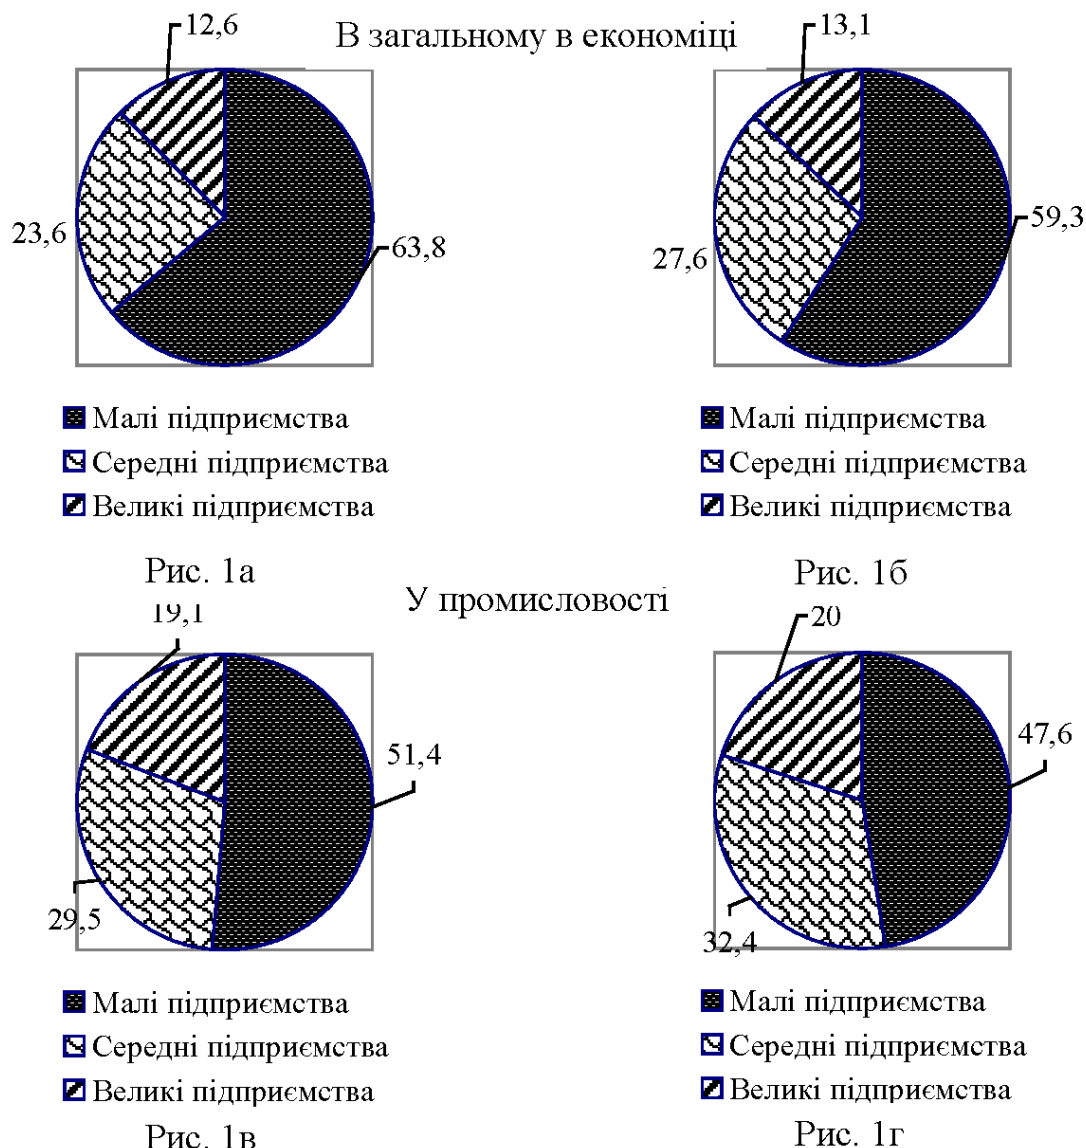 В загальному в економіці
12,6
23,6
63,8
13,1
27,6
59,3
Малі підприємства
Середні підприємства
Великі підприємства
Рис. 1а
Малі підприємства
Середні підприємства
Великі підприємства
Рис. 1б
У промисловості
19,1
51,4
29,5
20
47,6
32,4
Малі підприємства
Середні підприємства
Великі підприємства
Рис. 1в
Малі підприємства
Середні підприємства
Великі підприємства
Рис. 1г